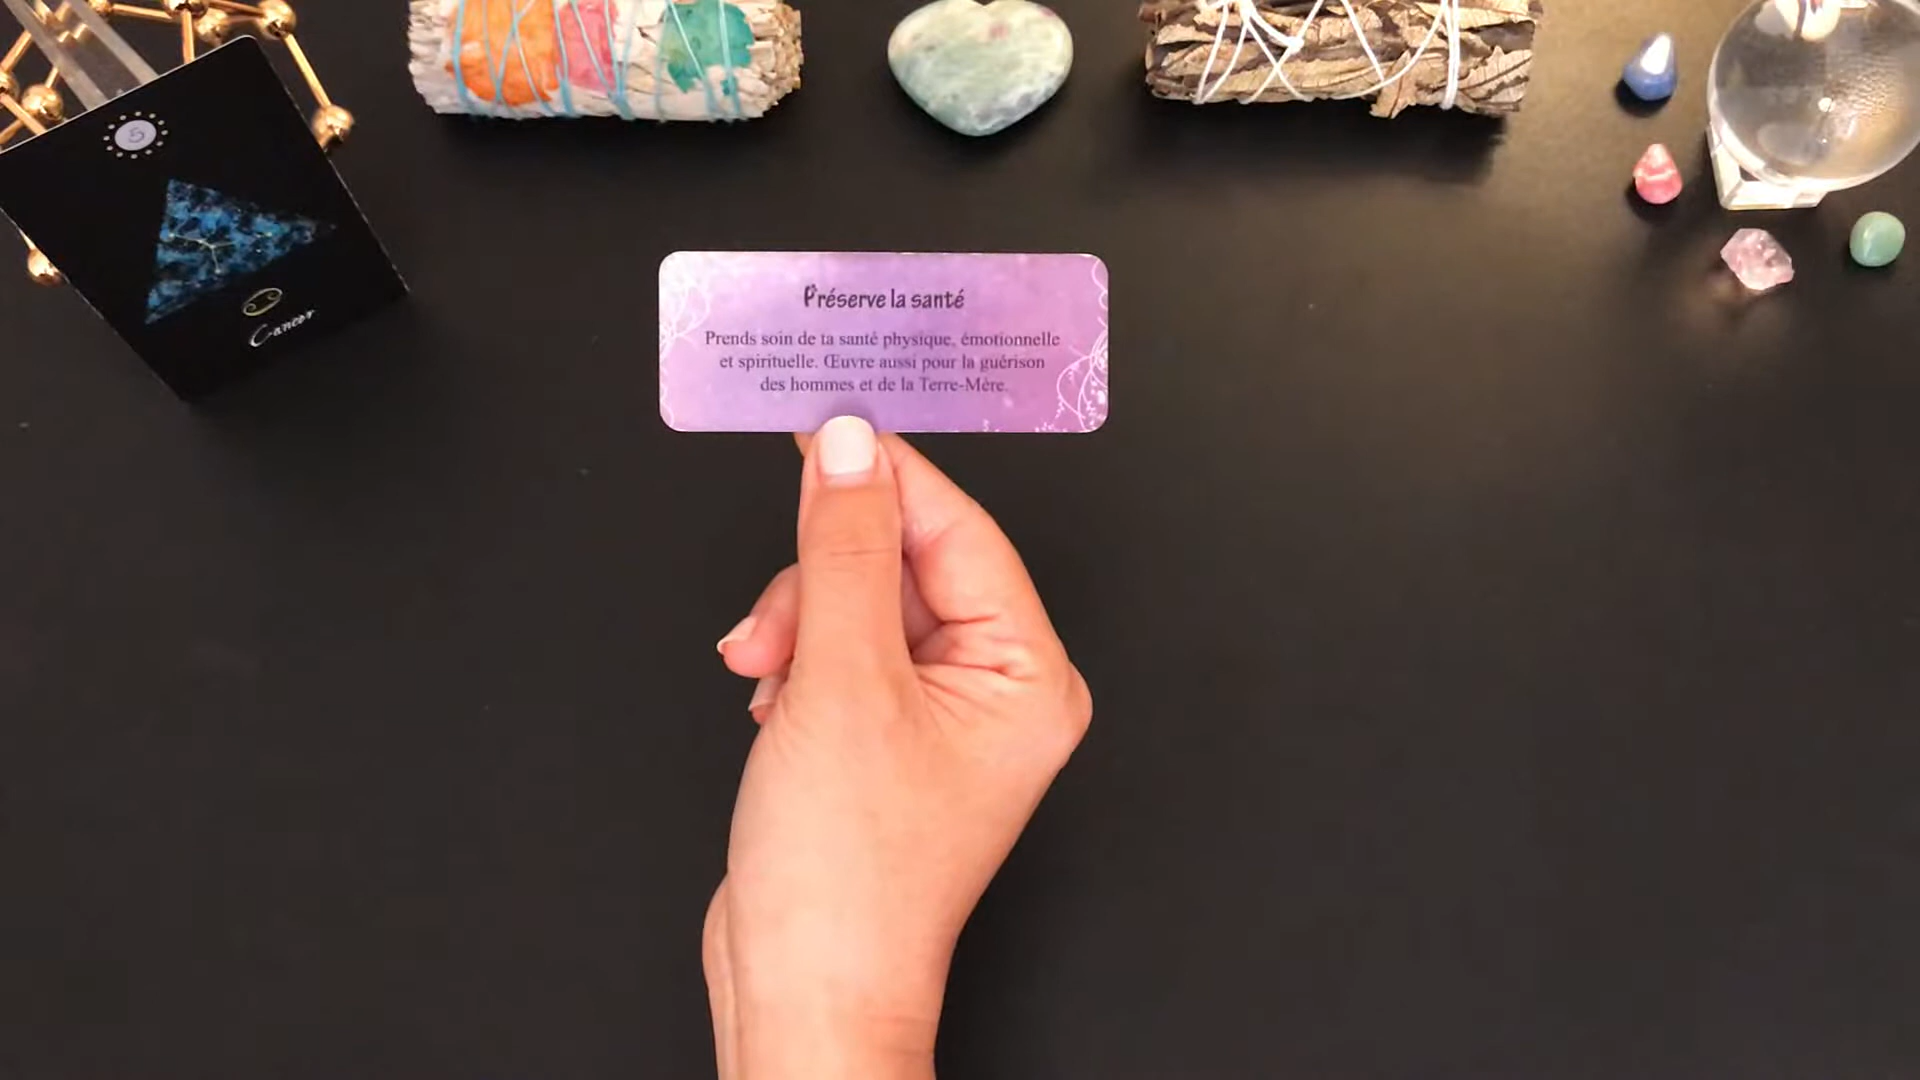 5
Cancer
Préserve la santé
Prends soin de ta santé physique, émotionnelle
et spirituelle. Œuvre aussi pour la guérison
des hommes et de la Terre-Mère.